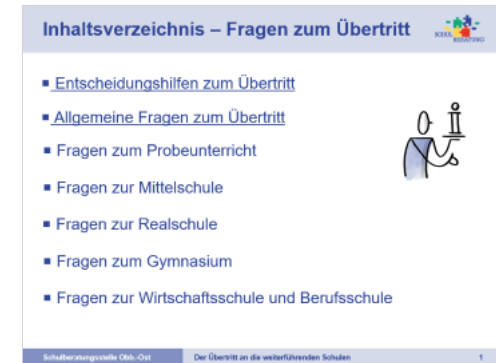 Inhaltsverzeichnis – Fragen zum Übertritt
SCHUL
BERATUNG
Entscheidungshilfen zum Übertritt
Allgemeine Fragen zum Übertritt
Fragen zum Probeunterricht
Fragen zur Mittelschule
Fragen zur Realschule
Fragen zum Gymnasium
Fragen zur Wirtschaftsschule und Berufsschule
Schulberatungsstelle Obb.-Ost Der Übertritt an die weiterführenden Schulen 1